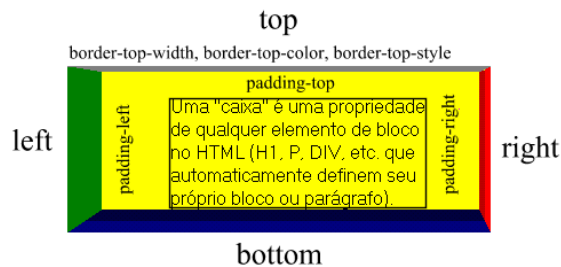 top
border-top-width, border-top-color, border-top-style
padding-top
left
padding-left
Uma "caixa" é uma propriedade
de qualquer elemento de bloco
no HTML (H1, P, DIV, etc. que
automaticamente definem seu
próprio bloco ou parágrafo).
padding-right
right
bottom